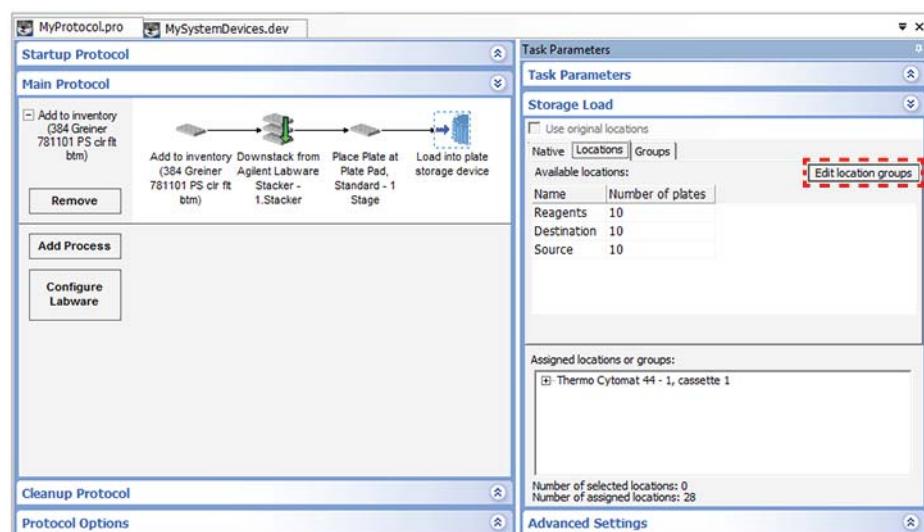 MyProtocol.pro
MySystemDevices.dev
Startup Protocol
Main Protocol
Add to inventory
(384 Greiner
781101 PS clr flt
btm)
Remove
Add to inventory
(384 Greiner
781101 PS clr flt
btm)
Downstack from
Agilent Labware
Stacker -
1.Stacker
Place Plate at
Plate Pad,
Standard - 1
Stage
Load into plate
storage device
Add Process
Configure
Labware
Cleanup Protocol
Protocol Options
Task Parameters
Task Parameters
Storage Load
Use original locations
Native Locations Groups
Available locations:
Edit location groups
Name Number of plates
Reagents 10
Destination 10
Source 10
Assigned locations or groups:
Thermo Cytomat 44 - 1, cassette 1
Number of selected locations: 0
Number of assigned locations: 28
Advanced Settings